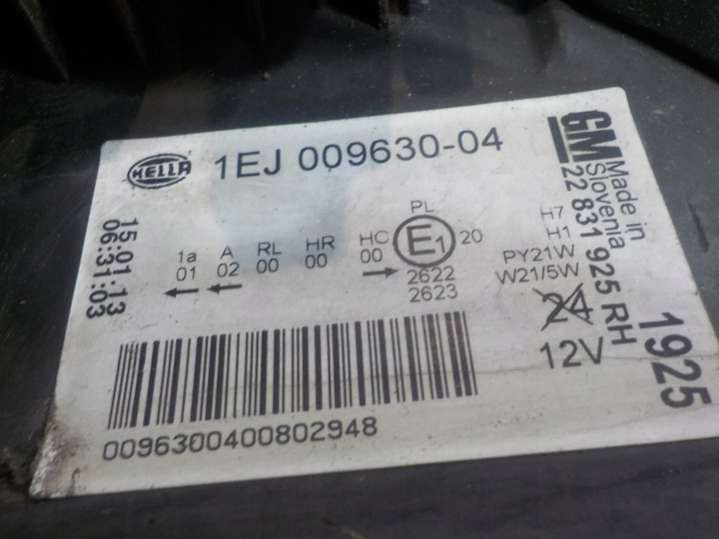 HELLA
1EJ 009630-04
15.01.13
06:31:03
1a A RL HR HC
01 02 00 00 00
PL
E1 20
2622
2623
H7
H1
PY21W
W21/5W
24
12V
0096300400802948
GM Made in
Slovenia
22 831 925 RH
1925